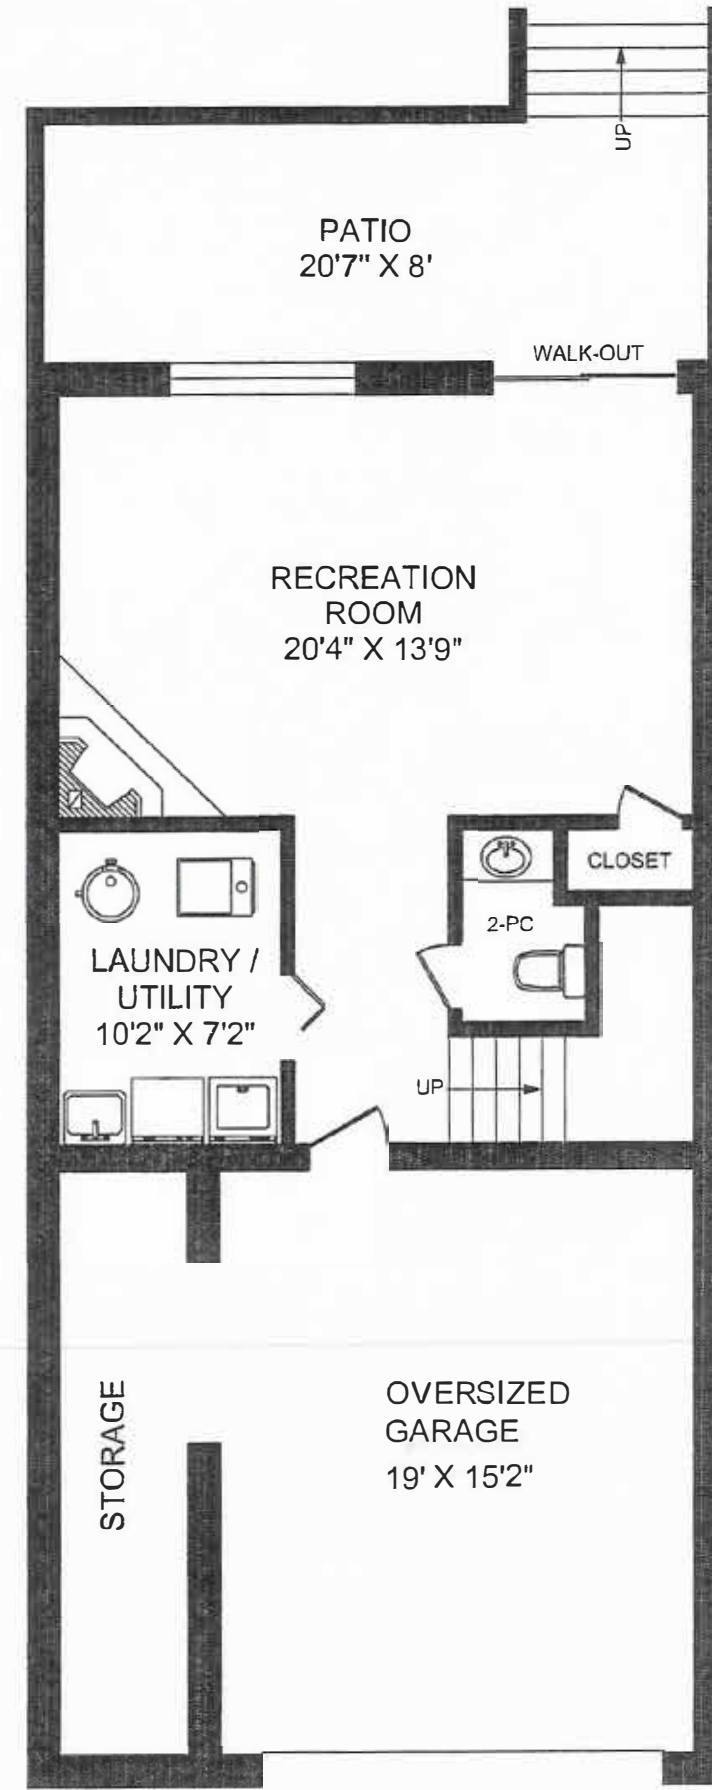 UP
PATIO
20'7" X 8'
WALK-OUT
RECREATION
ROOM
20'4" X 13'9"
CLOSET
2-PC
LAUNDRY /
UTILITY
10'2" X 7'2"
UP
STORAGE
OVERSIZED
GARAGE
19' X 15'2"